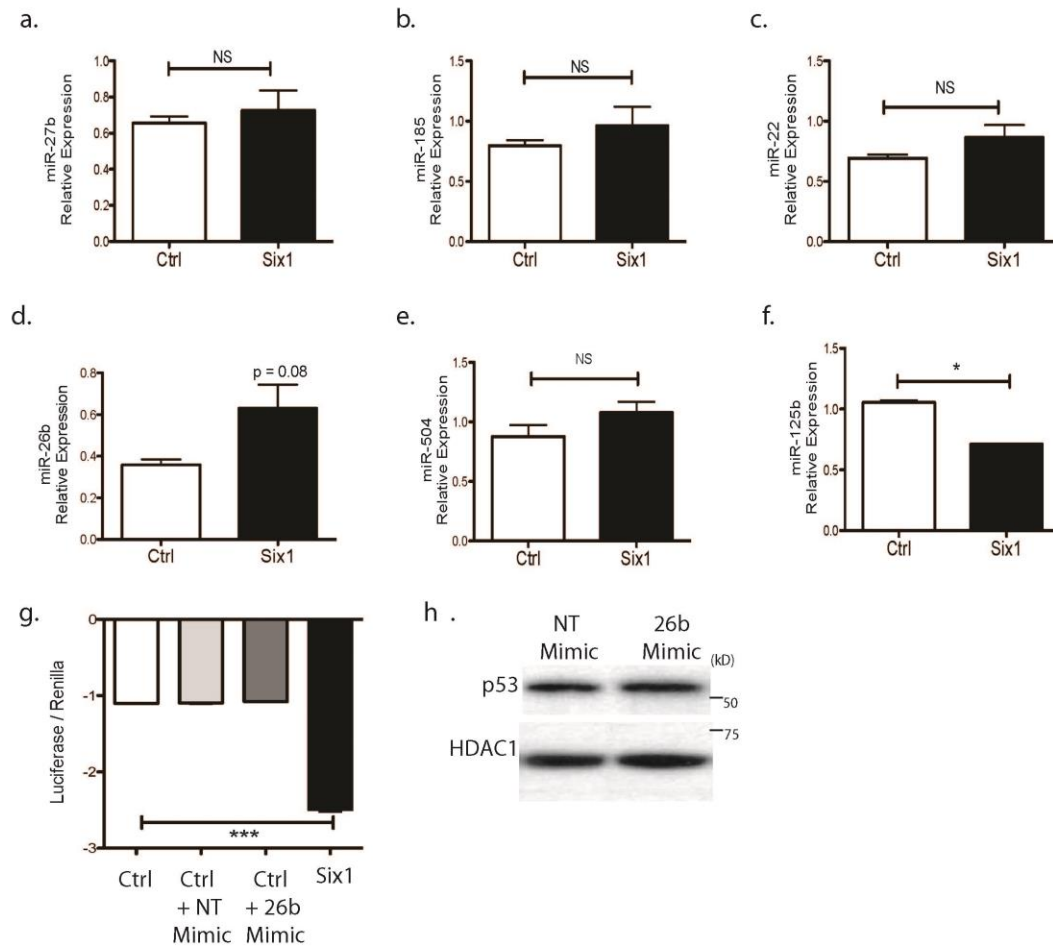 a.
miR-27b
Relative Expression
1.0
0.8
0.6
0.4
0.2
0.0
NS
Ctrl Six1
b.
miR-185
Relative Expression
1.5
1.0
0.5
0.0
NS
Ctrl Six1
c.
miR-22
Relative Expression
1.5
1.0
0.5
0.0
NS
Ctrl Six1
d.
miR-26b
Relative Expression
0.8
0.6
0.4
0.2
0.0
p = 0.08
Ctrl Six1
e.
miR-504
Relative Expression
1.5
1.0
0.5
0.0
NS
Ctrl Six1
f.
miR-125b
Relative Expression
1.5
1.0
0.5
0.0
*
Ctrl Six1
g.
Luciferase / Renilla
0
-1
-2
-3
***
Ctrl
Ctrl
+ NT
Mimic
Ctrl
+ 26b
Mimic
Six1
h .
NT
Mimic
26b
Mimic
(kD)
p53
50
75
HDAC1